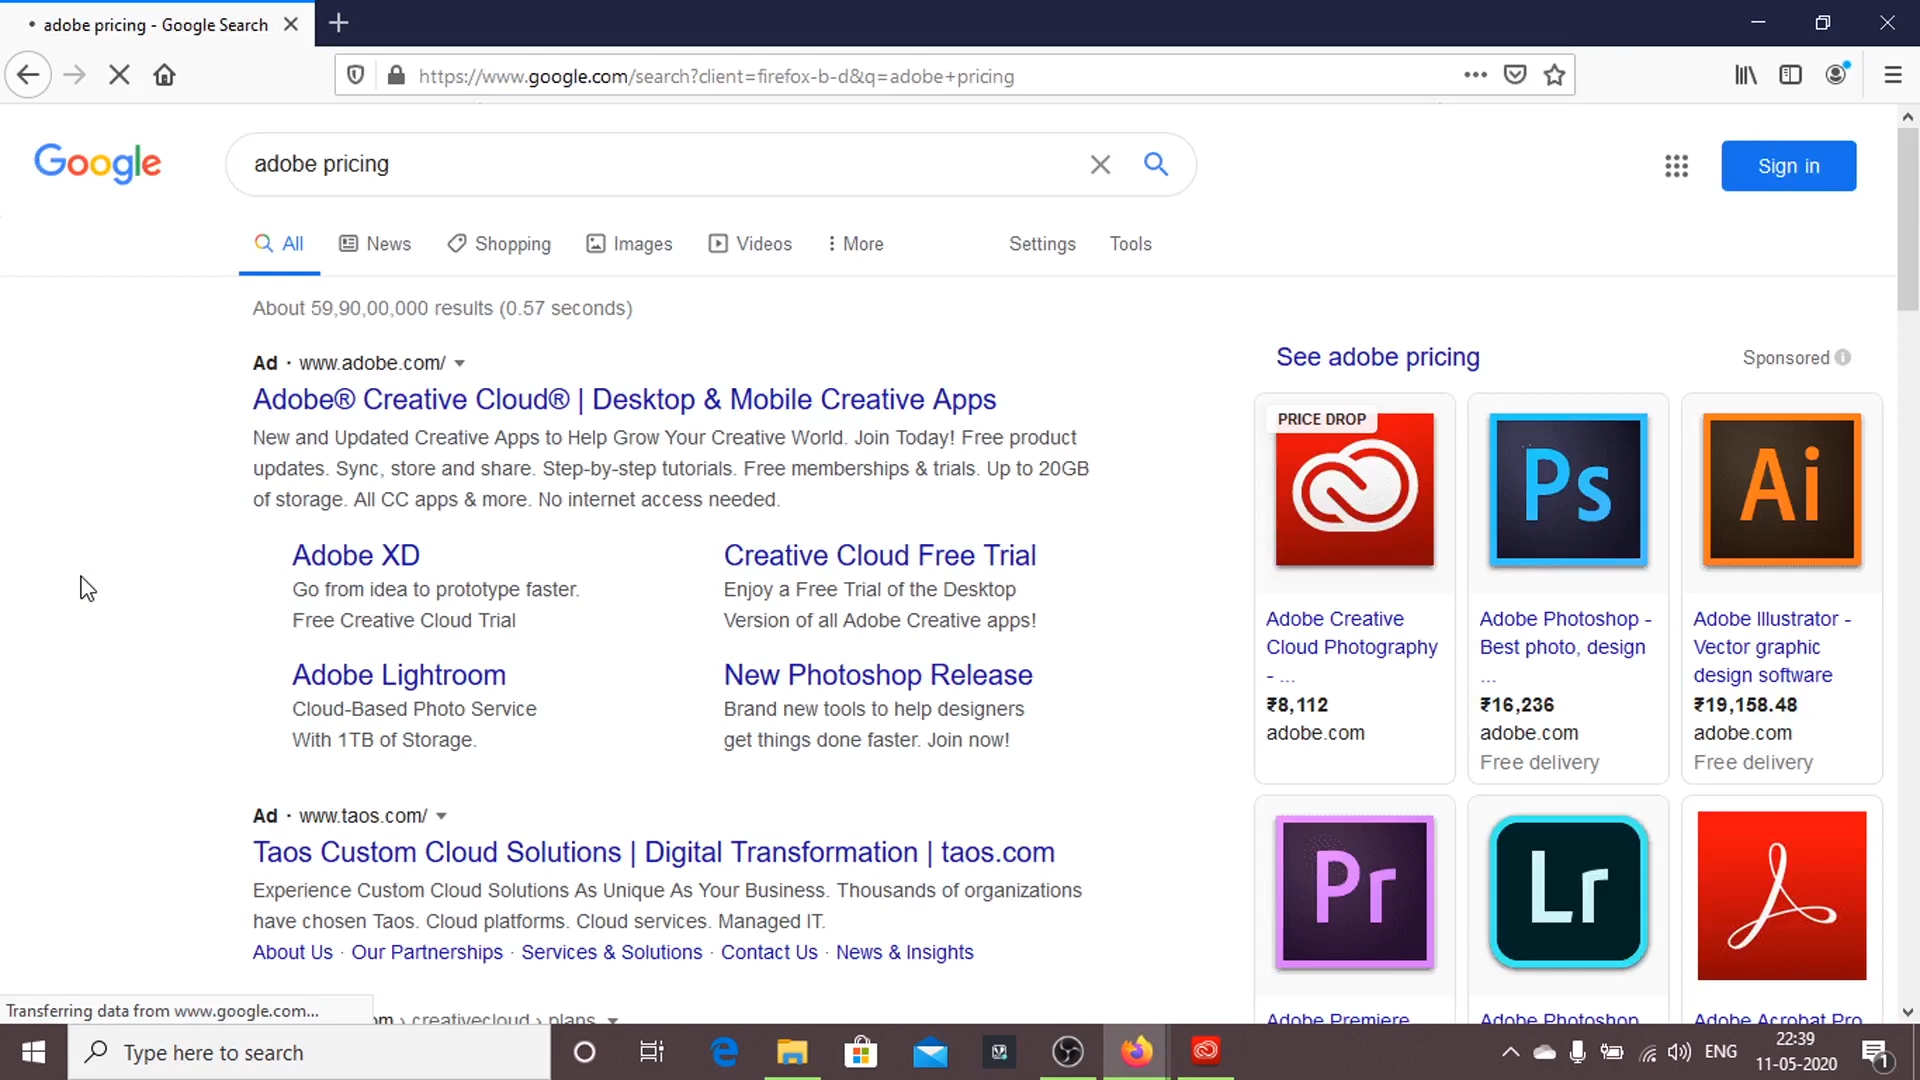 adobe pricing - Google Search
https://www.google.com/search?client=firefox-b-d&q=adobe+pricing
Google
adobe pricing
Sign in
All
News
Shopping
Images
Videos
More
Settings
Tools
About 59,90,00,000 results (0.57 seconds)
Ad · www.adobe.com/
Adobe® Creative Cloud® | Desktop & Mobile Creative Apps
New and Updated Creative Apps to Help Grow Your Creative World. Join Today! Free product
updates. Sync, store and share. Step-by-step tutorials. Free memberships & trials. Up to 20GB
of storage. All CC apps & more. No internet access needed.
Adobe XD
Go from idea to prototype faster.
Free Creative Cloud Trial
Creative Cloud Free Trial
Enjoy a Free Trial of the Desktop
Version of all Adobe Creative apps!
Adobe Lightroom
Cloud-Based Photo Service
With 1TB of Storage.
New Photoshop Release
Brand new tools to help designers
get things done faster. Join now!
Ad · www.taos.com/
Taos Custom Cloud Solutions | Digital Transformation | taos.com
Experience Custom Cloud Solutions As Unique As Your Business. Thousands of organizations
have chosen Taos. Cloud platforms. Cloud services. Managed IT.
About Us · Our Partnerships · Services & Solutions · Contact Us · News & Insights
om › creativecloud › plans
See adobe pricing
Sponsored
PRICE DROP
Adobe Creative
Cloud Photography
- ...
₹8,112
adobe.com
Ps
Adobe Photoshop -
Best photo, design
...
₹16,236
adobe.com
Free delivery
Ai
Adobe Illustrator -
Vector graphic
design software
₹19,158.48
adobe.com
Free delivery
Pr
Adobe Premiere
Lr
Adobe Photoshop
Adobe Acrobat Pro
Transferring data from www.google.com...
Type here to search
ENG
22:39
11-05-2020
1